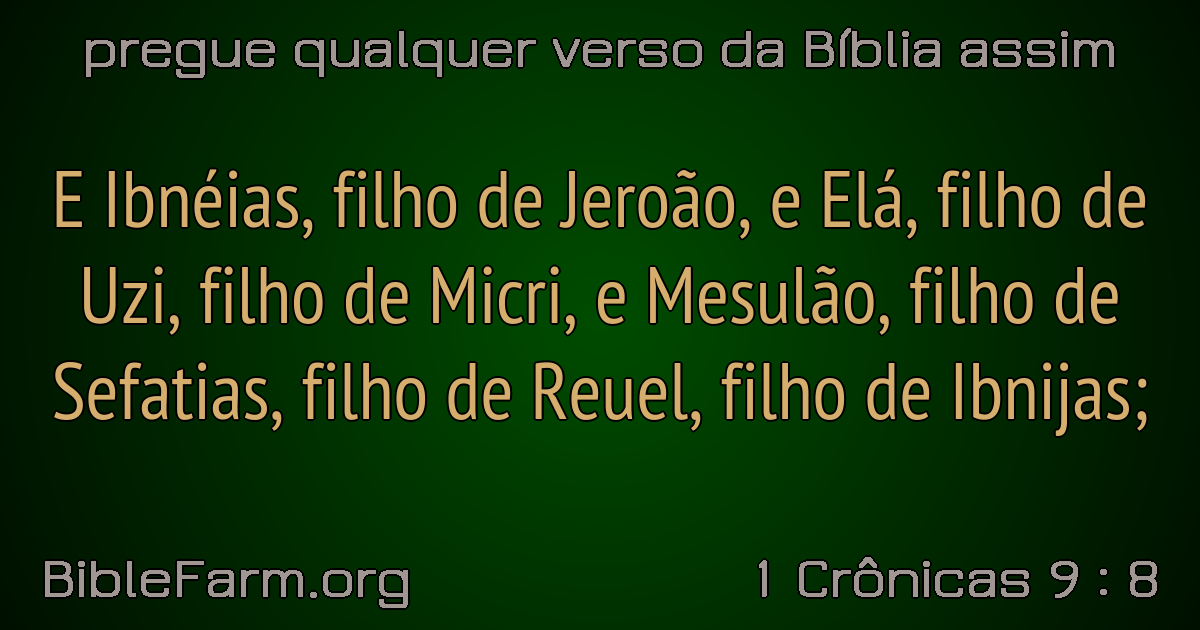 pregue qualquer verso da Bíblia assim
E Ibnéias, filho de Jeroão, e Elá, filho de
Uzi, filho de Micri, e Mesulão, filho de
Sefatias, filho de Reuel, filho de Ibnijas;
BibleFarm.org
1 Crônicas 9 : 8